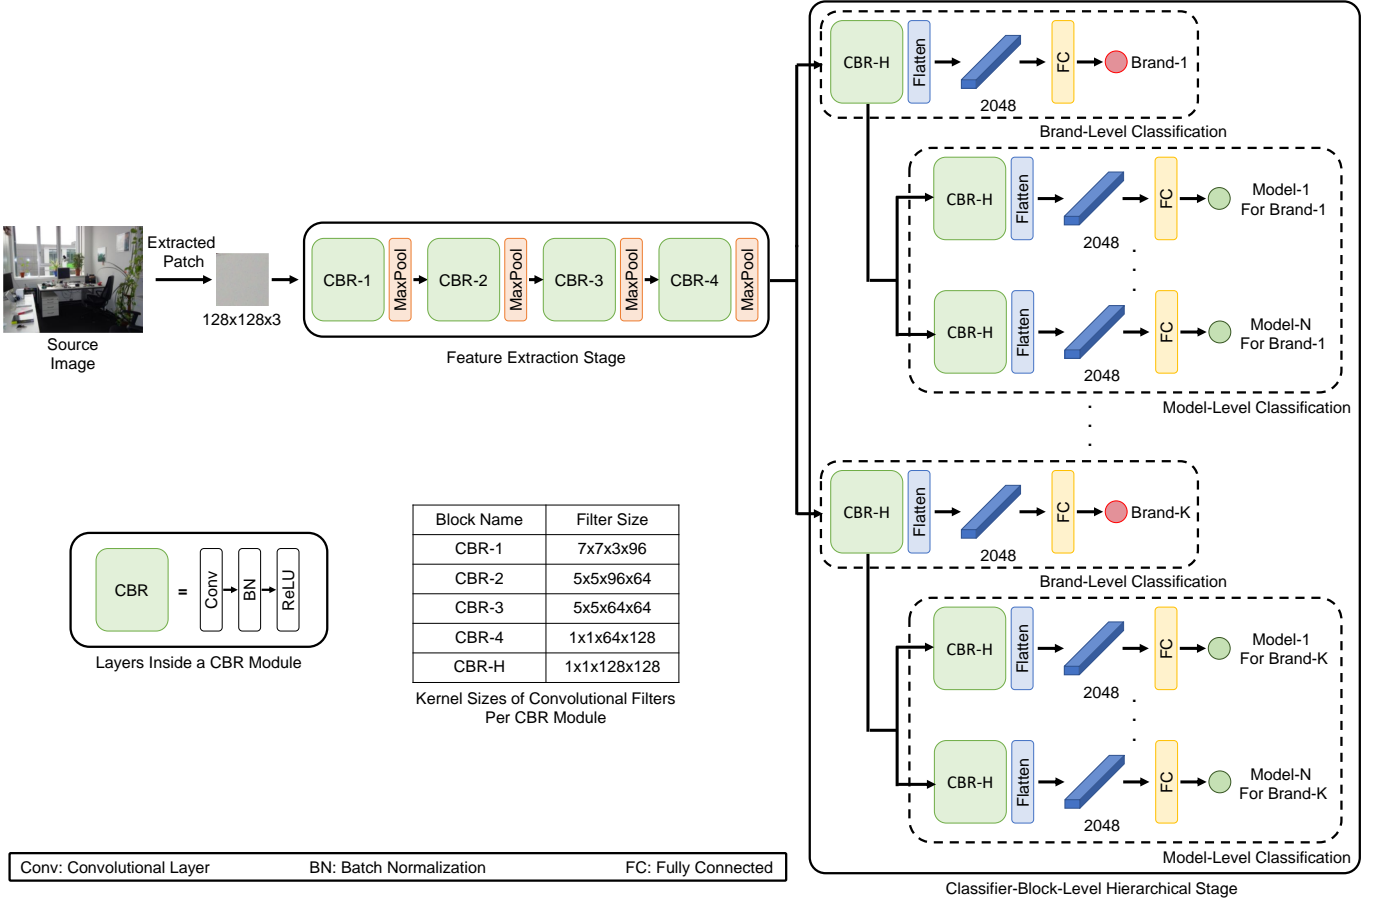 Source
Image
Extracted
Patch
128x128x3
CBR-1
MaxPool
CBR-2
MaxPool
CBR-3
MaxPool
CBR-4
MaxPool
Feature Extraction Stage
CBR-H
Flatten
2048
FC
Brand-1
Brand-Level Classification
CBR-H
Flatten
2048
FC
Model-1
For Brand-1
CBR-H
Flatten
2048
FC
Model-N
For Brand-1
Model-Level Classification
CBR-H
Flatten
2048
FC
Brand-K
Brand-Level Classification
CBR-H
Flatten
2048
FC
Model-1
For Brand-K
CBR-H
Flatten
2048
FC
Model-N
For Brand-K
Model-Level Classification
Classifier-Block-Level Hierarchical Stage
CBR
=
Conv
BN
ReLU
Layers Inside a CBR Module
Block Name Filter Size
CBR-1 7x7x3x96
CBR-2 5x5x96x64
CBR-3 5x5x64x64
CBR-4 1x1x64x128
CBR-H 1x1x128x128
Kernel Sizes of Convolutional Filters
Per CBR Module
Conv: Convolutional Layer BN: Batch Normalization FC: Fully Connected